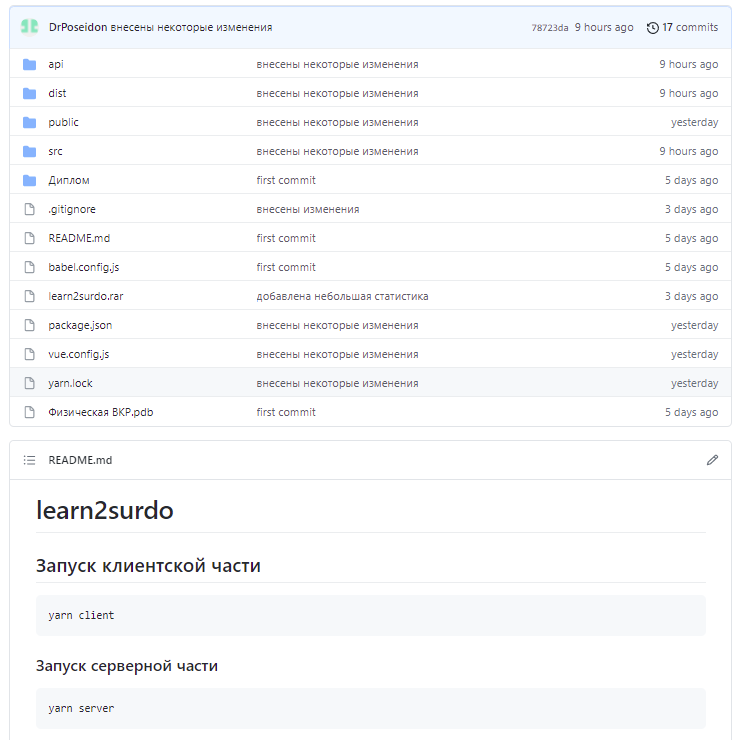 DrPoseidon внесены некоторые изменения 78723da 9 hours ago 17 commits
api внесены некоторые изменения 9 hours ago
dist внесены некоторые изменения 9 hours ago
public внесены некоторые изменения yesterday
src внесены некоторые изменения 9 hours ago
Диплом first commit 5 days ago
.gitignore внесены изменения 3 days ago
README.md first commit 5 days ago
babel.config.js first commit 5 days ago
learn2surdo.rar добавлена небольшая статистика 3 days ago
package.json внесены некоторые изменения yesterday
vue.config.js внесены некоторые изменения yesterday
yarn.lock внесены некоторые изменения yesterday
Физическая ВКР.pdb first commit 5 days ago
README.md
learn2surdo
Запуск клиентской части
yarn client
Запуск серверной части
yarn server